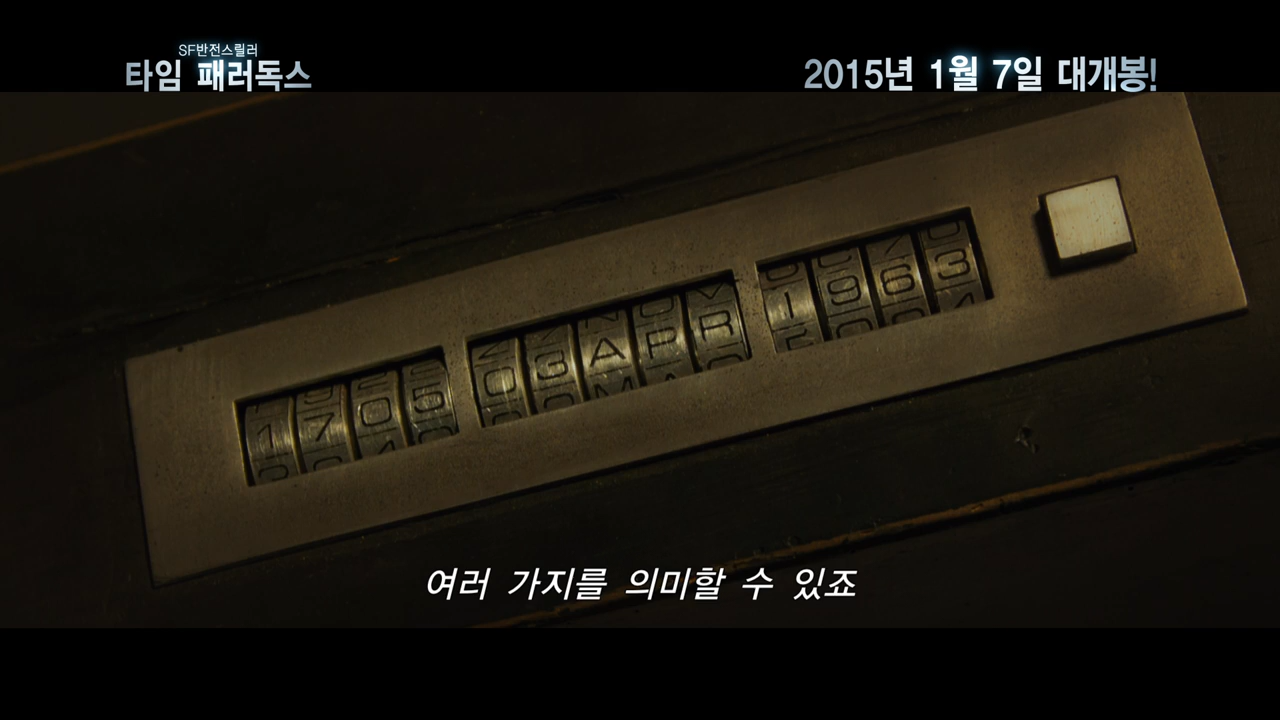 SF반전스릴러
타임 패러독스
2015년 1월 7일 대개봉!
1705 03APR 1963
여러 가지를 의미할 수 있죠